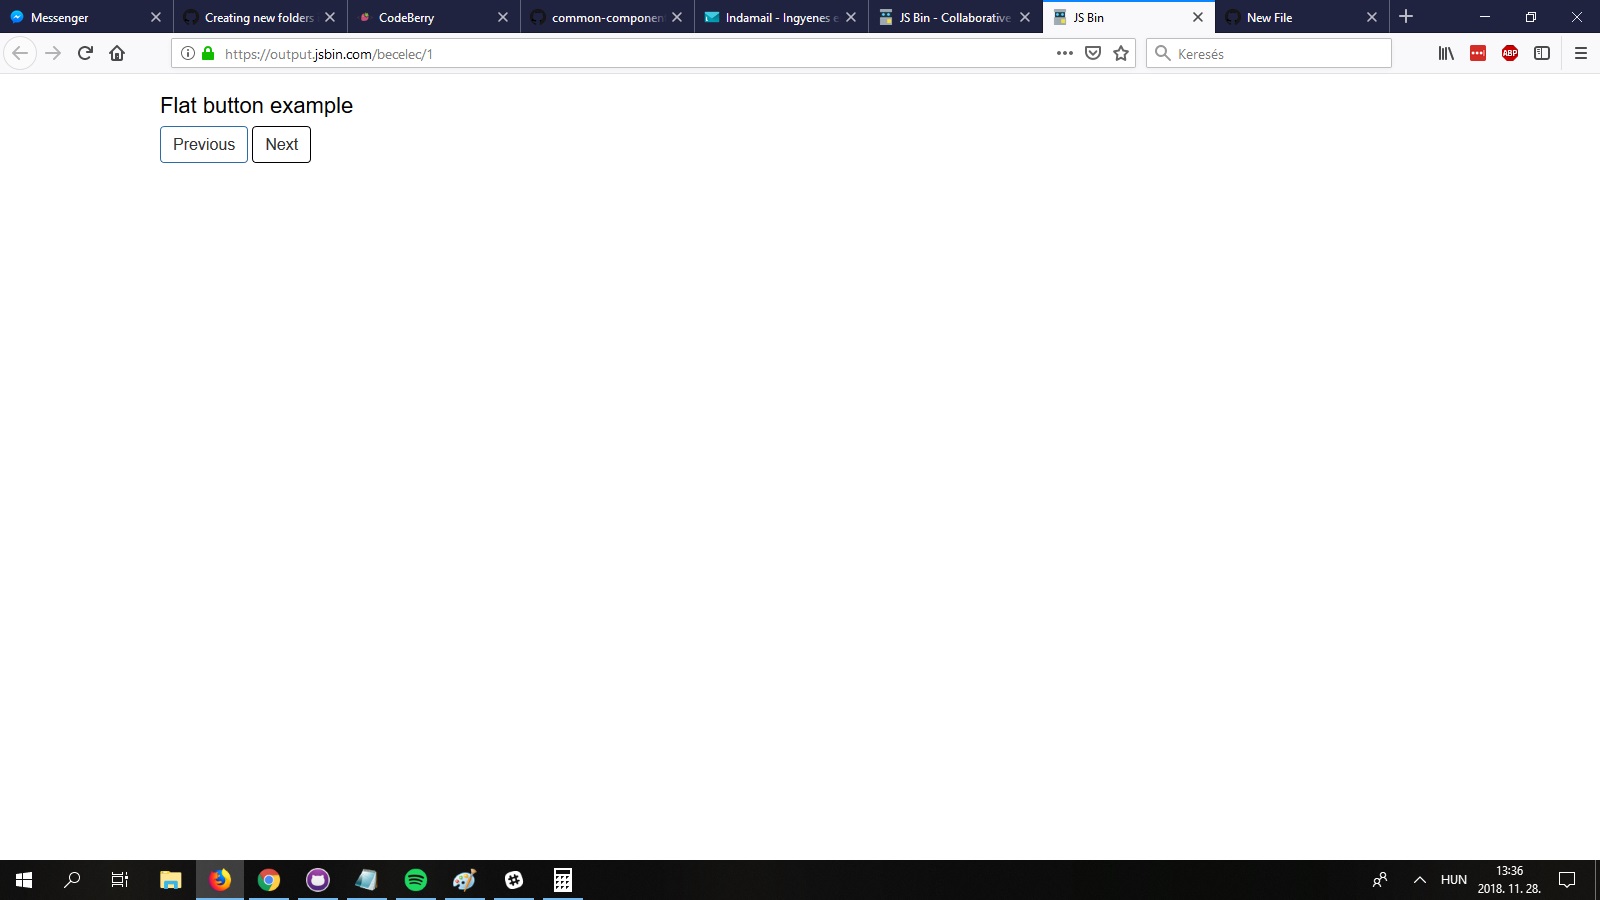 Messenger
Creating new folders
CodeBerry
common-componen
Indamail - Ingyenes e
JS Bin - Collaborative
JS Bin
New File
https://output.jsbin.com/becelec/1
Keresés
ABP
Flat button example
Previous
Next
HUN
13:36
2018. 11. 28.